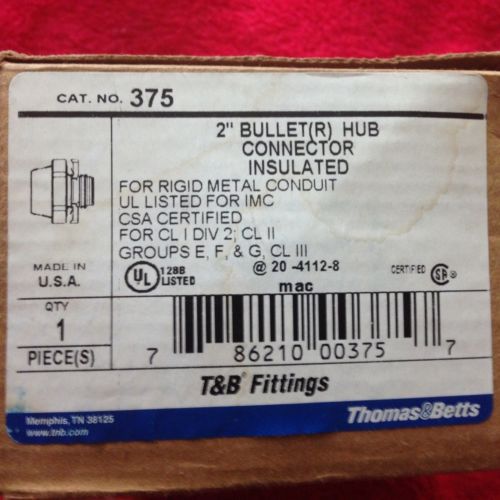 CAT. NO. 375
2" BULLET(R) HUB
CONNECTOR
INSULATED
FOR RIGID METAL CONDUIT
UL LISTED FOR IMC
CSA CERTIFIED
FOR CL I DIV 2; CL II
GROUPS E, F, & G, CL III
MADE IN
U.S.A.
UL 128B
LISTED
@ 20 -4112-8
mac
CERTIFIED SA ®
QTY
1
PIECE(S)
7 86210 00375 7
T&B® Fittings
Memphis, TN 38125
www.tnb.com
Thomas&Betts